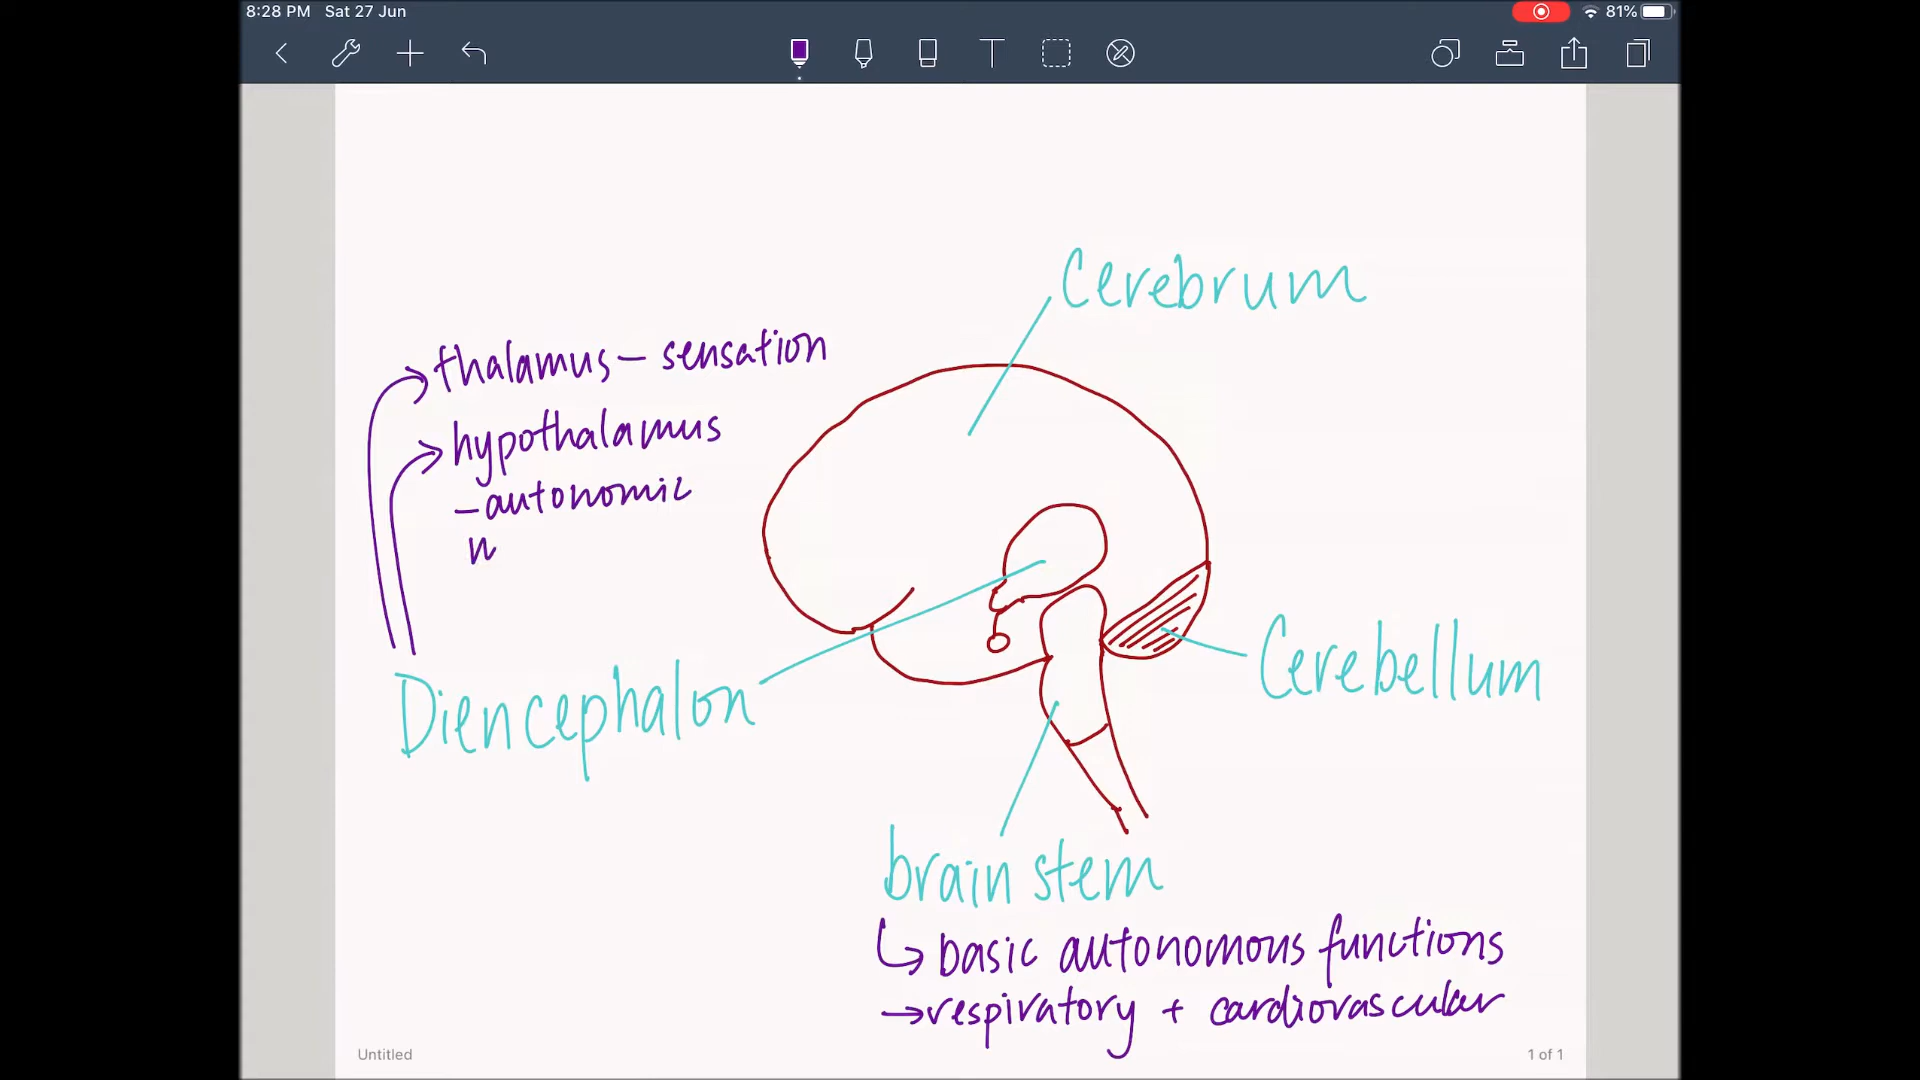 8:28 PM Sat 27 Jun
81%
T
Cerebrum
thalamus – sensation
hypothalamus
– autonomic
n
Diencephalon
Cerebellum
brain stem
basic autonomous functions
→ respiratory + cardiovascular
Untitled
1 of 1